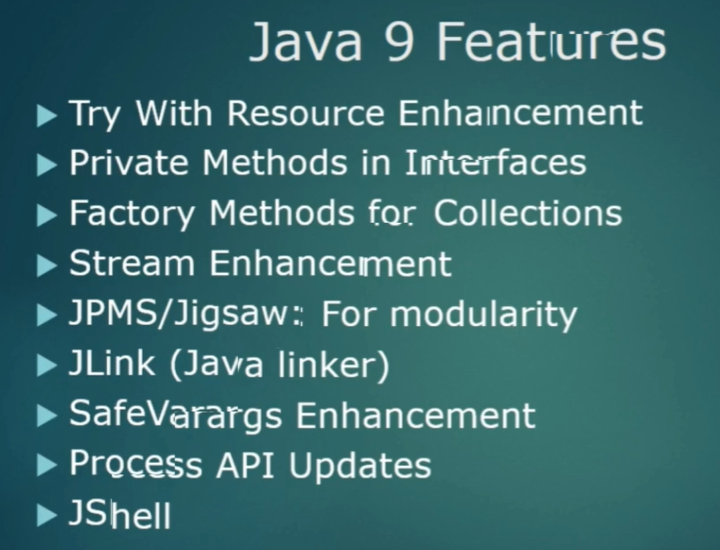 Java 9 Features
Try With Resource Enhancement
Private Methods in Interfaces
Factory Methods for Collections
Stream Enhancement
JPMS/Jigsaw: For modularity
JLink (Java linker)
SafeVarargs Enhancement
Process API Updates
JShell